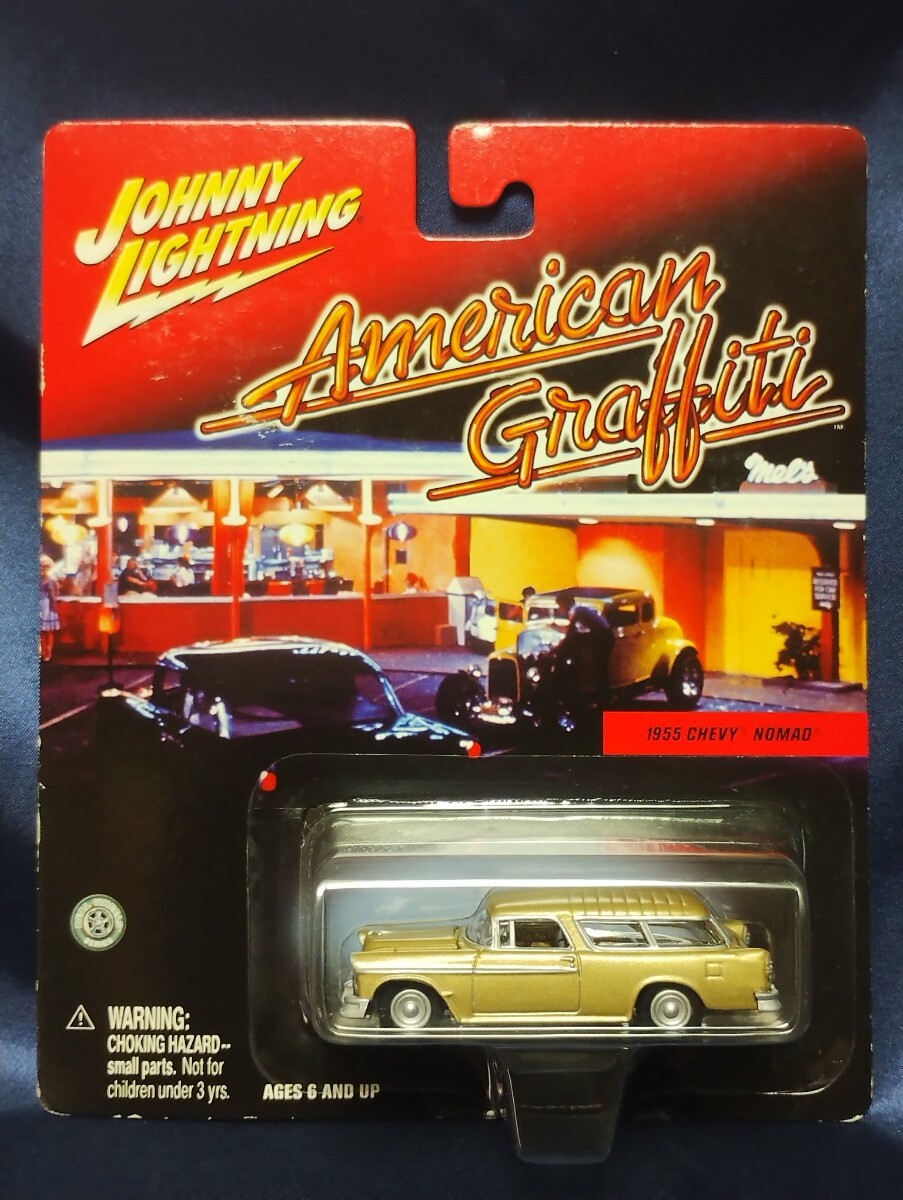 JOHNNY
LIGHTNING
American
Graffiti
TM
Mel's
1955 CHEVY NOMAD
WARNING:
CHOKING HAZARD--
small parts. Not for
children under 3 yrs.
AGES 6 AND UP